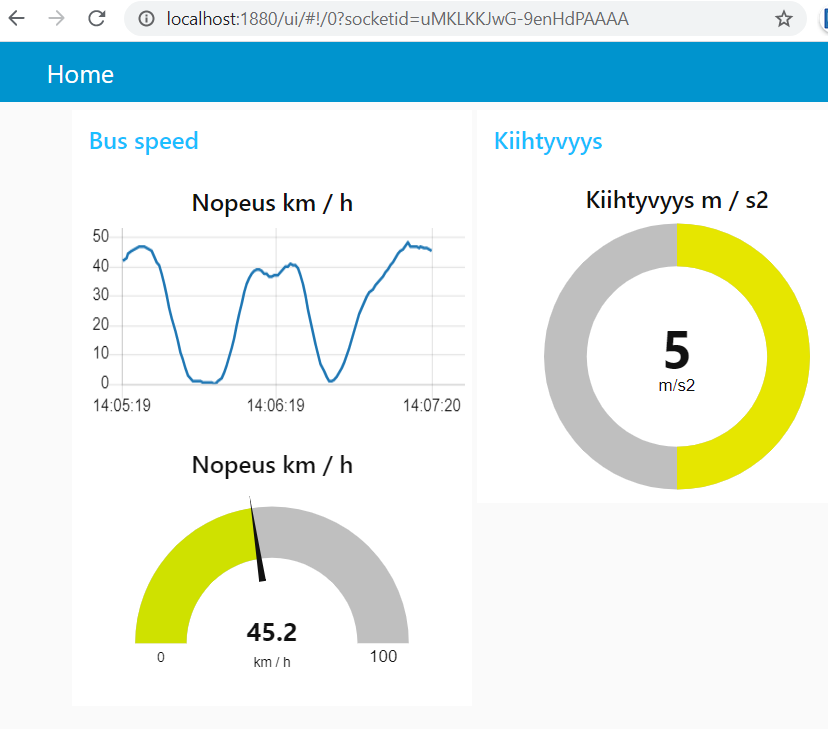 localhost:1880/ui/#!/0?socketid=uMKLKKJwG-9enHdPAAAA
Home
Bus speed
Nopeus km / h
50
40
30
20
10
0
14:05:19 14:06:19 14:07:20
Nopeus km / h
45.2
km / h
0 100
Kiihtyvyys
Kiihtyvyys m / s2
5
m/s2